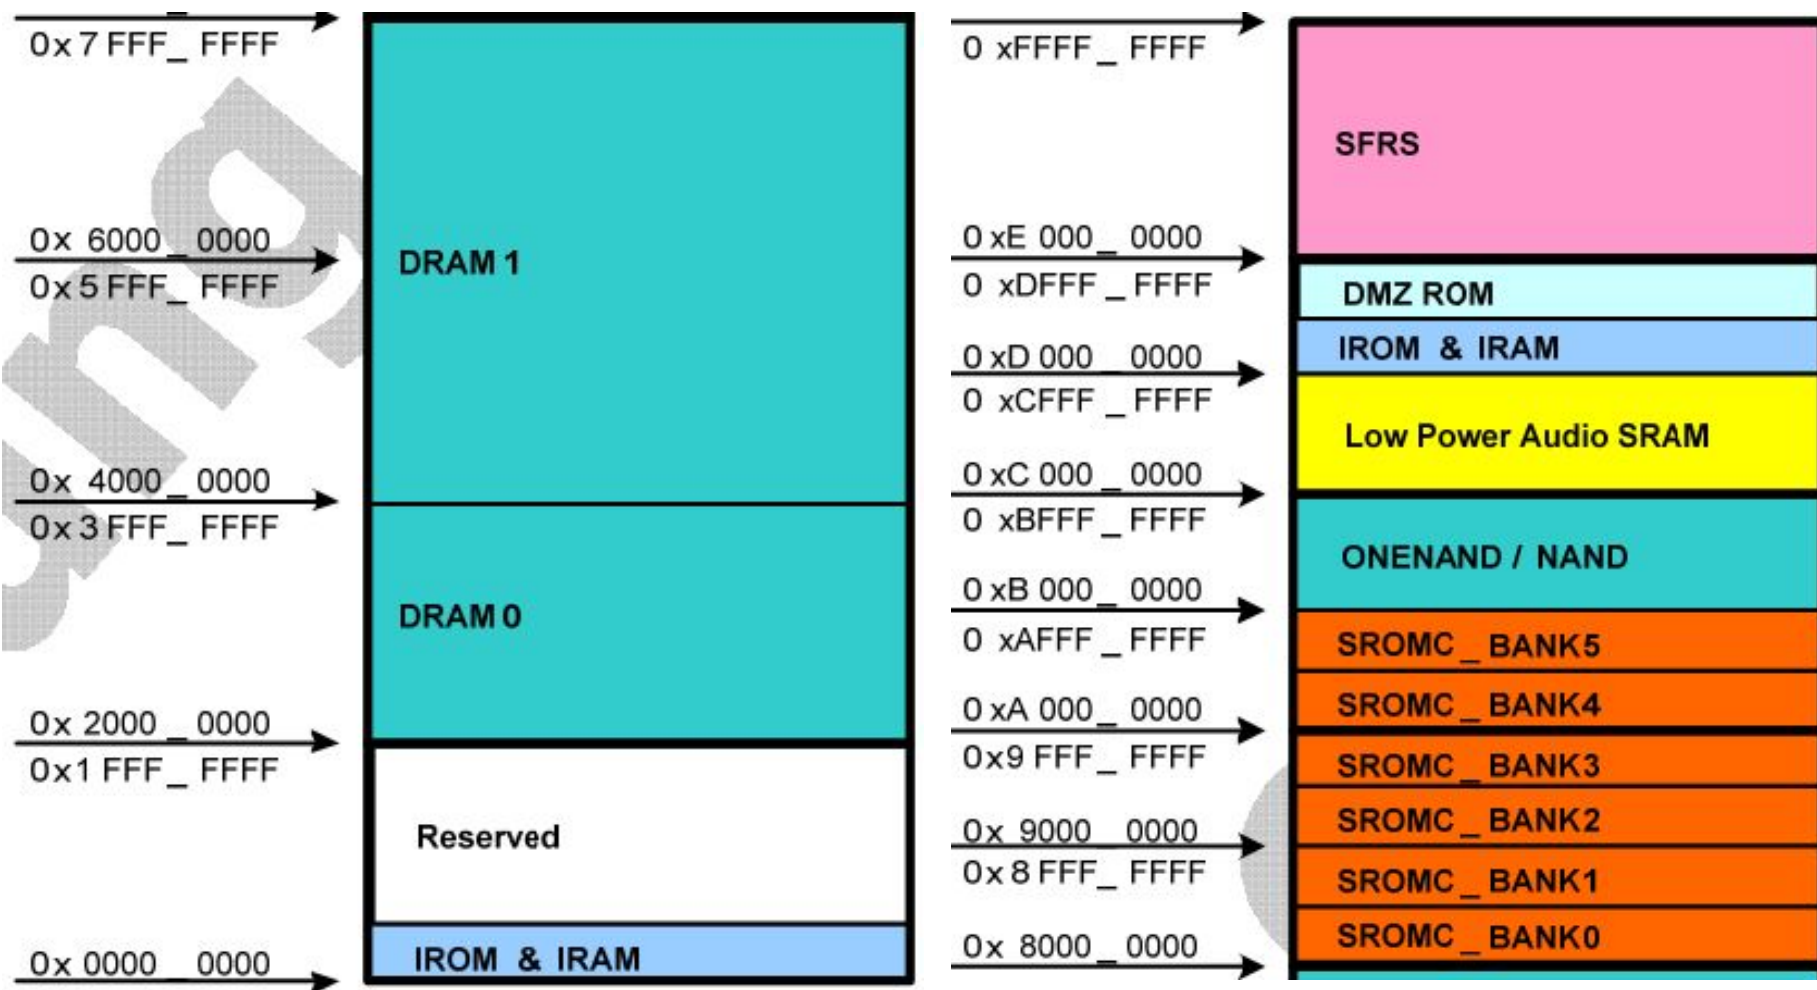 0x7FFF_FFFF
0x6000_0000
0x5FFF_FFFF
0x4000_0000
0x3FFF_FFFF
0x2000_0000
0x1FFF_FFFF
0x0000_0000
DRAM 1
DRAM 0
Reserved
IROM & IRAM
0xFFFF_FFFF
0xE000_0000
0xDFFF_FFFF
0xD000_0000
0xCFFF_FFFF
0xC000_0000
0xBFFF_FFFF
0xB000_0000
0xAFFF_FFFF
0xA000_0000
0x9FFF_FFFF
0x9000_0000
0x8FFF_FFFF
0x8000_0000
SFRS
DMZ ROM
IROM & IRAM
Low Power Audio SRAM
ONENAND / NAND
SROMC_BANK5
SROMC_BANK4
SROMC_BANK3
SROMC_BANK2
SROMC_BANK1
SROMC_BANK0
ung